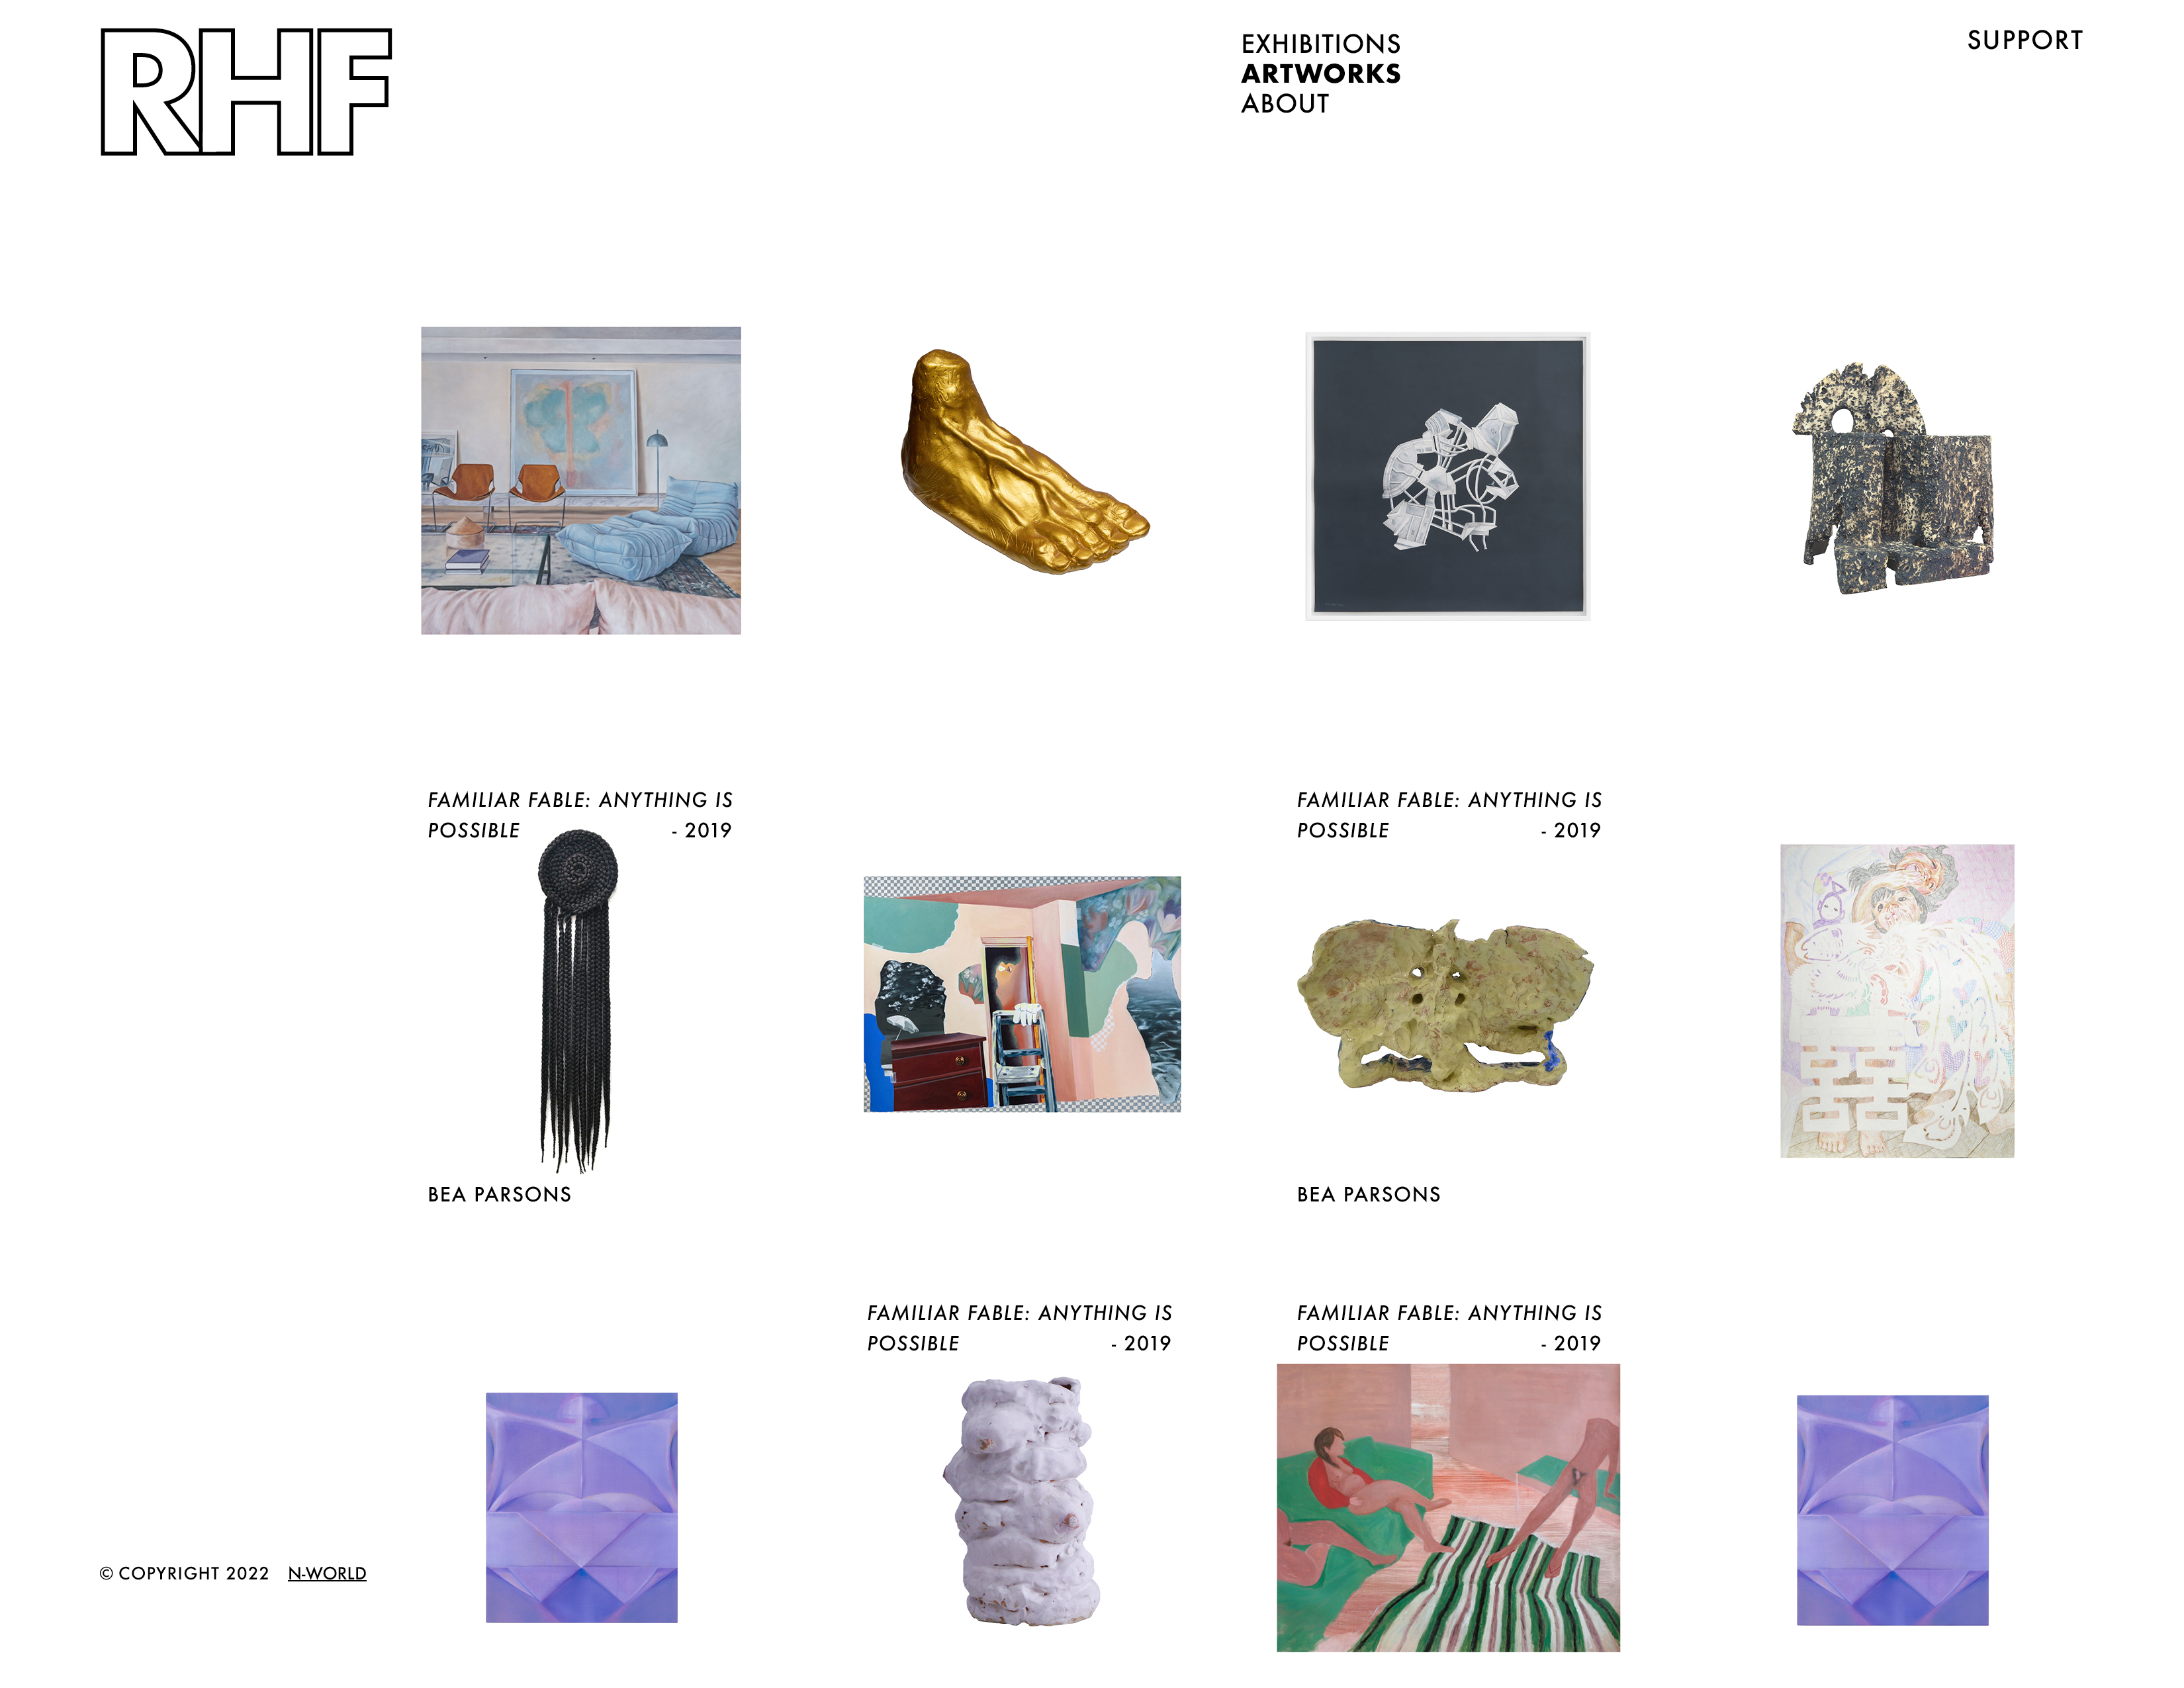 RHF
EXHIBITIONS
ARTWORKS
ABOUT
SUPPORT
FAMILIAR FABLE: ANYTHING IS
POSSIBLE - 2019
FAMILIAR FABLE: ANYTHING IS
POSSIBLE - 2019
囍
BEA PARSONS
BEA PARSONS
FAMILIAR FABLE: ANYTHING IS
POSSIBLE - 2019
FAMILIAR FABLE: ANYTHING IS
POSSIBLE - 2019
© COPYRIGHT 2022 N-WORLD